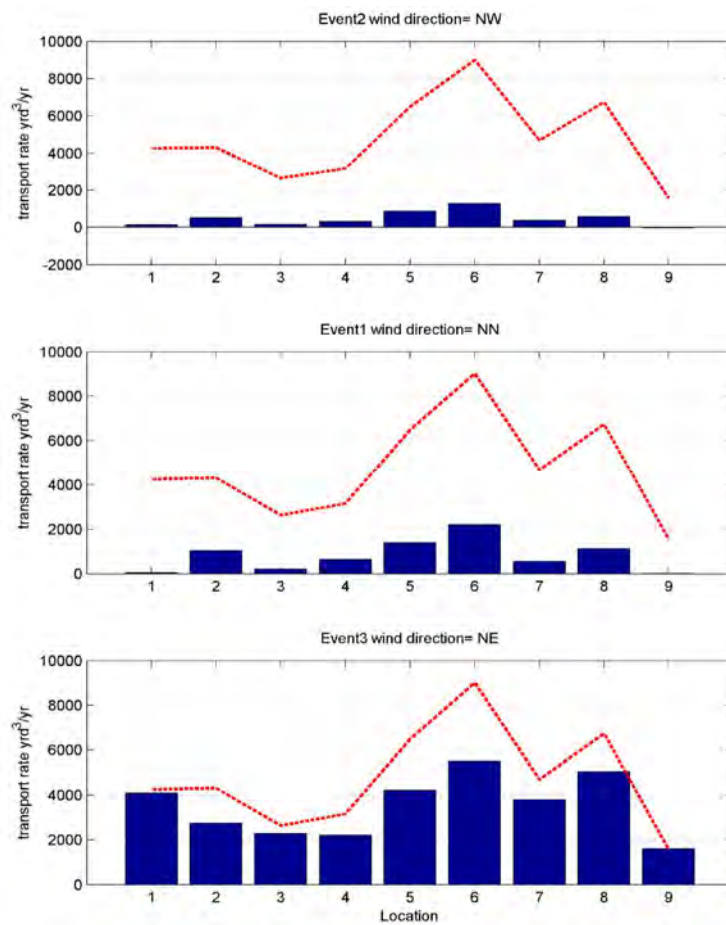 Event2 wind direction= NW
10000
8000
6000
4000
2000
0
-2000
transport rate yrd³/yr
1 2 3 4 5 6 7 8 9
Event1 wind direction= NN
10000
8000
6000
4000
2000
0
transport rate yrd³/yr
1 2 3 4 5 6 7 8 9
Event3 wind direction= NE
10000
8000
6000
4000
2000
0
transport rate yrd³/yr
1 2 3 4 5 6 7 8 9
Location